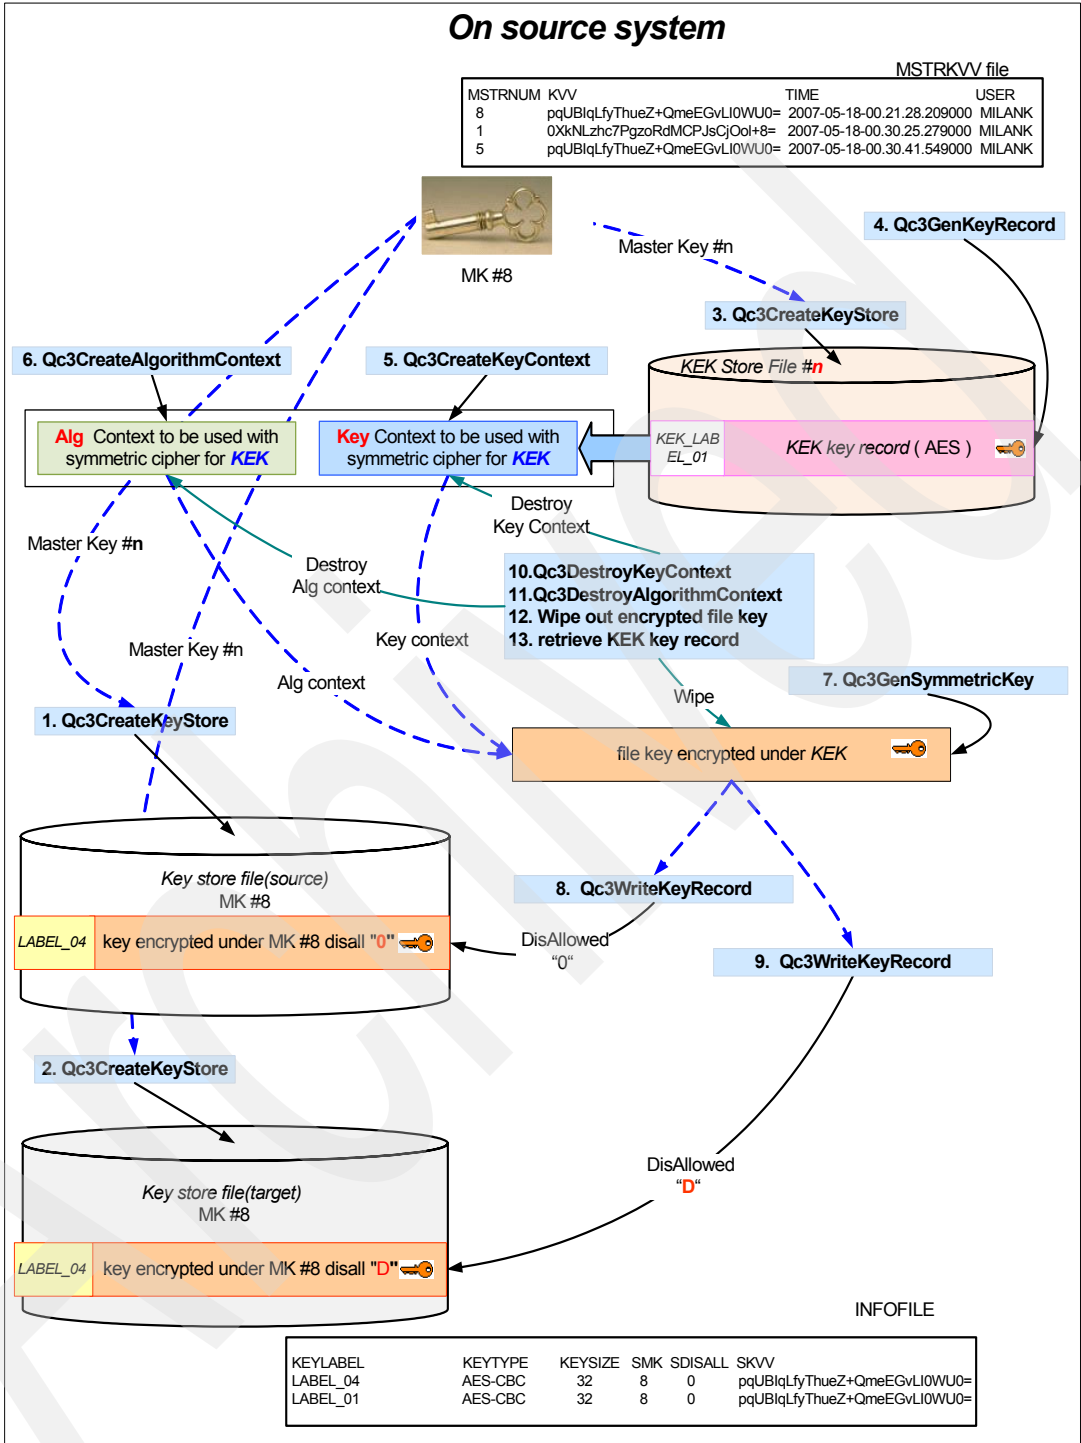 On source system
MSTRKVV file
MSTRNUM KVV TIME USER
8 pqUBIqLfyThueZ+QmeEGvLI0WU0= 2007-05-18-00.21.28.209000 MILANK
1 0XkNLzhc7PgzoRdMCPJsCjOoI+8= 2007-05-18-00.30.25.279000 MILANK
5 pqUBIqLfyThueZ+QmeEGvLI0WU0= 2007-05-18-00.30.41.549000 MILANK
4. Qc3GenKeyRecord
Master Key #n
MK #8
3. Qc3CreateKeyStore
6. Qc3CreateAlgorithmContext
5. Qc3CreateKeyContext
KEK Store File #n
Alg Context to be used with
symmetric cipher for KEK
Key Context to be used with
symmetric cipher for KEK
KEK_LAB
EL_01
KEK key record ( AES )
Destroy
Key Context
Master Key #n
Destroy
Alg context
10.Qc3DestroyKeyContext
11.Qc3DestroyAlgorithmContext
12. Wipe out encrypted file key
13. retrieve KEK key record
Master Key #n
Key context
Alg context
7. Qc3GenSymmetricKey
Wipe
1. Qc3CreateKeyStore
file key encrypted under KEK
Key store file(source)
MK #8
8. Qc3WriteKeyRecord
LABEL_04
key encrypted under MK #8 disall "0"
DisAllowed
"0"
9. Qc3WriteKeyRecord
2. Qc3CreateKeyStore
DisAllowed
"D"
Key store file(target)
MK #8
LABEL_04
key encrypted under MK #8 disall "D"
INFOFILE
KEYLABEL KEYTYPE KEYSIZE SMK SDISALL SKVV
LABEL_04 AES-CBC 32 8 0 pqUBIqLfyThueZ+QmeEGvLI0WU0=
LABEL_01 AES-CBC 32 8 0 pqUBIqLfyThueZ+QmeEGvLI0WU0=
Archived